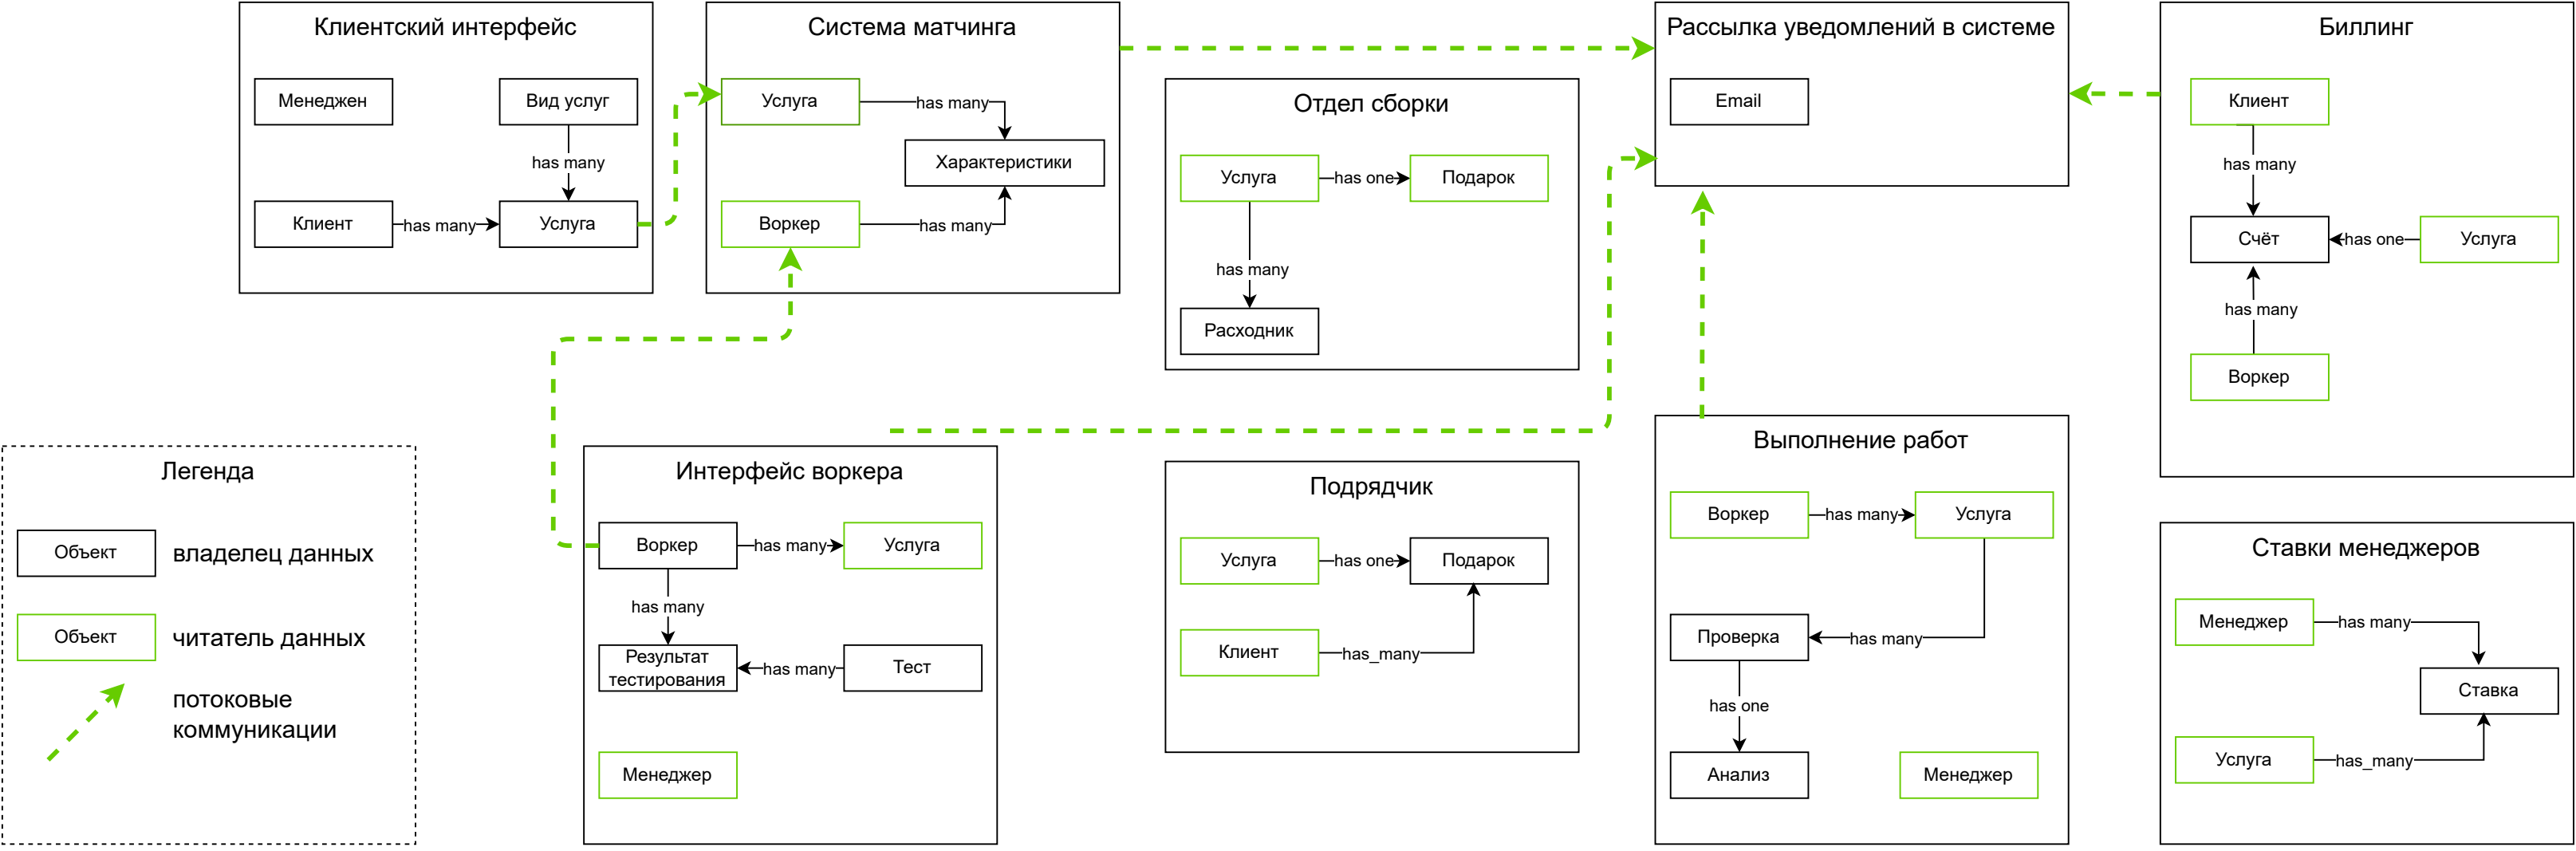 Клиентский интерфейс
Менеджен
Вид услуг
has many
Клиент
has many
Услуга
Система матчинга
Услуга
has many
Характеристики
Воркер
has many
Отдел сборки
Услуга
has one
Подарок
has many
Расходник
Рассылка уведомлений в системе
Email
Биллинг
Клиент
has many
Счёт
has one
Услуга
has many
Воркер
Легенда
Объект
владелец данных
Объект
читатель данных
потоковые
коммуникации
Интерфейс воркера
Воркер
has many
Услуга
has many
Результат
тестирования
has many
Тест
Менеджер
Подрядчик
Услуга
has one
Подарок
Клиент
has_many
Выполнение работ
Воркер
has many
Услуга
Проверка
has many
has one
Анализ
Менеджер
Ставки менеджеров
Менеджер
has many
Ставка
Услуга
has_many